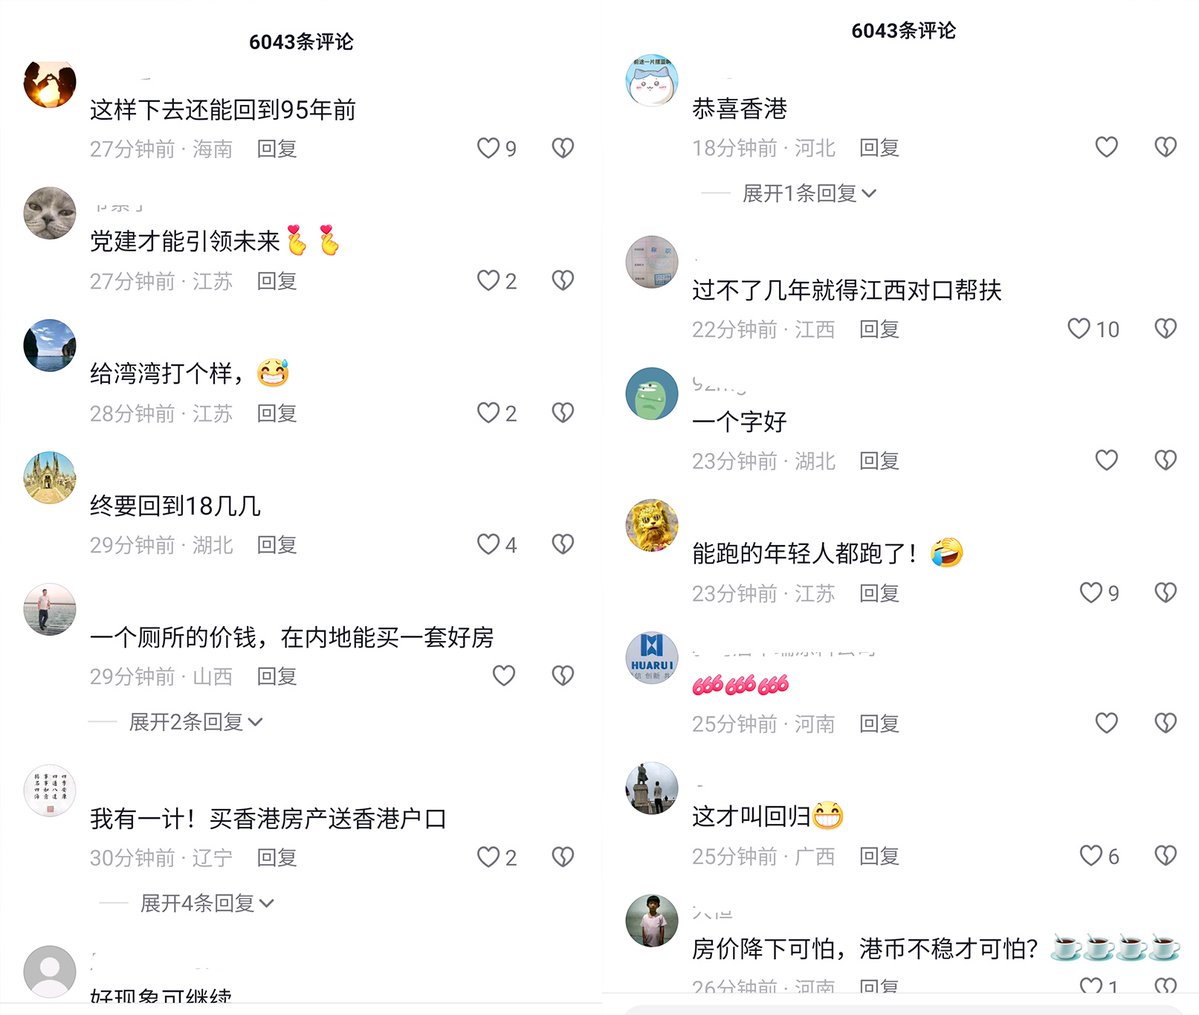 6043条评论
这样下去还能回到95年前
27分钟前 · 海南 回复 9
党建才能引领未来
27分钟前 · 江苏 回复 2
给湾湾打个样，
28分钟前 · 江苏 回复 2
终要回到18几几
29分钟前 · 湖北 回复 4
一个厕所的价钱，在内地能买一套好房
29分钟前 · 山西 回复
展开2条回复
我有一计！买香港房产送香港户口
30分钟前 · 辽宁 回复 2
展开4条回复
好现象可继续
6043条评论
恭喜香港
18分钟前 · 河北 回复
展开1条回复
过不了几年就得江西对口帮扶
22分钟前 · 江西 回复 10
一个字好
23分钟前 · 湖北 回复
能跑的年轻人都跑了！
23分钟前 · 江苏 回复 9
HUARUI
666 666 666
25分钟前 · 河南 回复
这才叫回归
25分钟前 · 广西 回复 6
房价降下可怕，港币不稳才可怕？
26分钟前 · 河南 回复 1